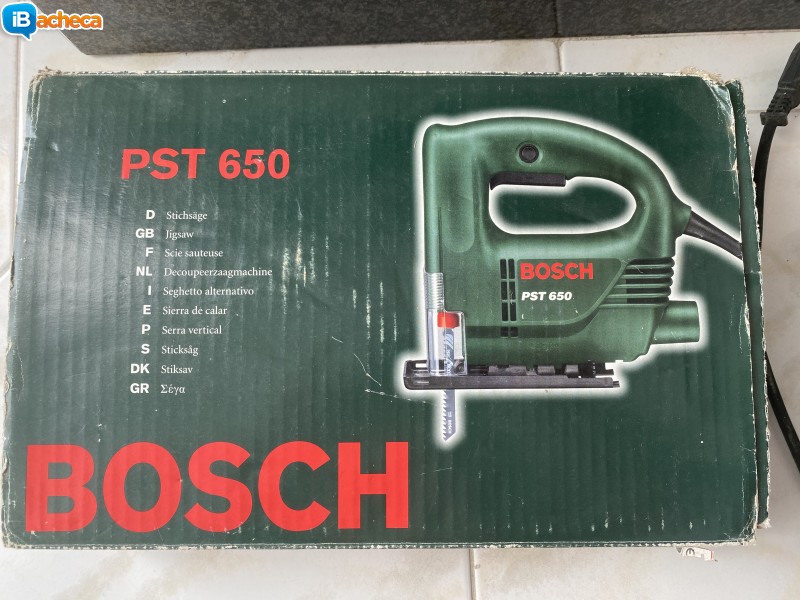 iBacheca
PST 650
D Stichsäge
GB Jigsaw
F Scie sauteuse
NL Decoupeerzaagmachine
I Seghetto alternativo
E Sierra de calar
P Serra vertical
S Sticksåg
DK Stiksav
GR Σέγα
BOSCH
PST 650
BOSCH